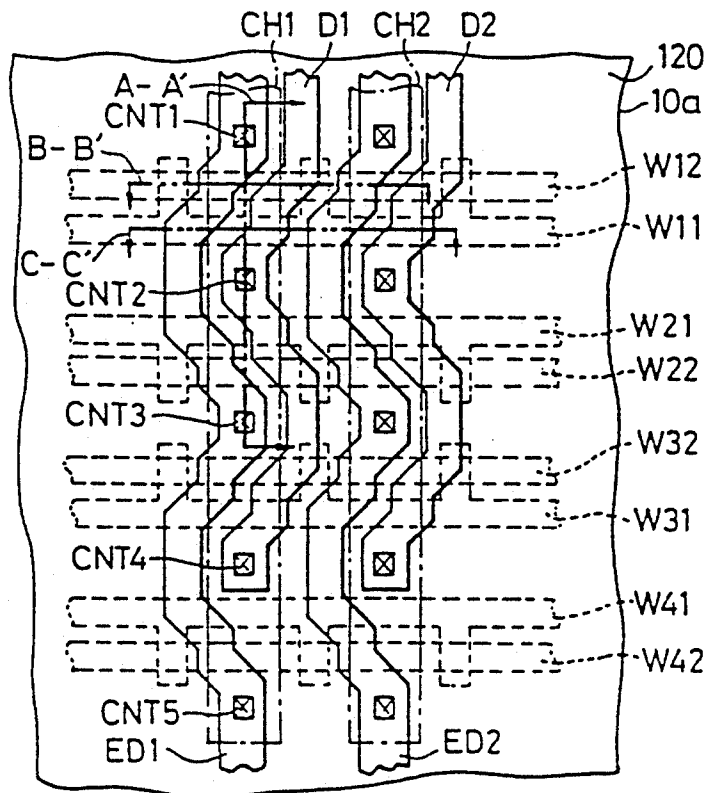 CH1 D1 CH2 D2
A-A' 120
CNT1 10a
B-B'
W12
W11
C-C'
CNT2
W21
W22
CNT3
W32
W31
CNT4
W41
W42
CNT5
ED1 ED2